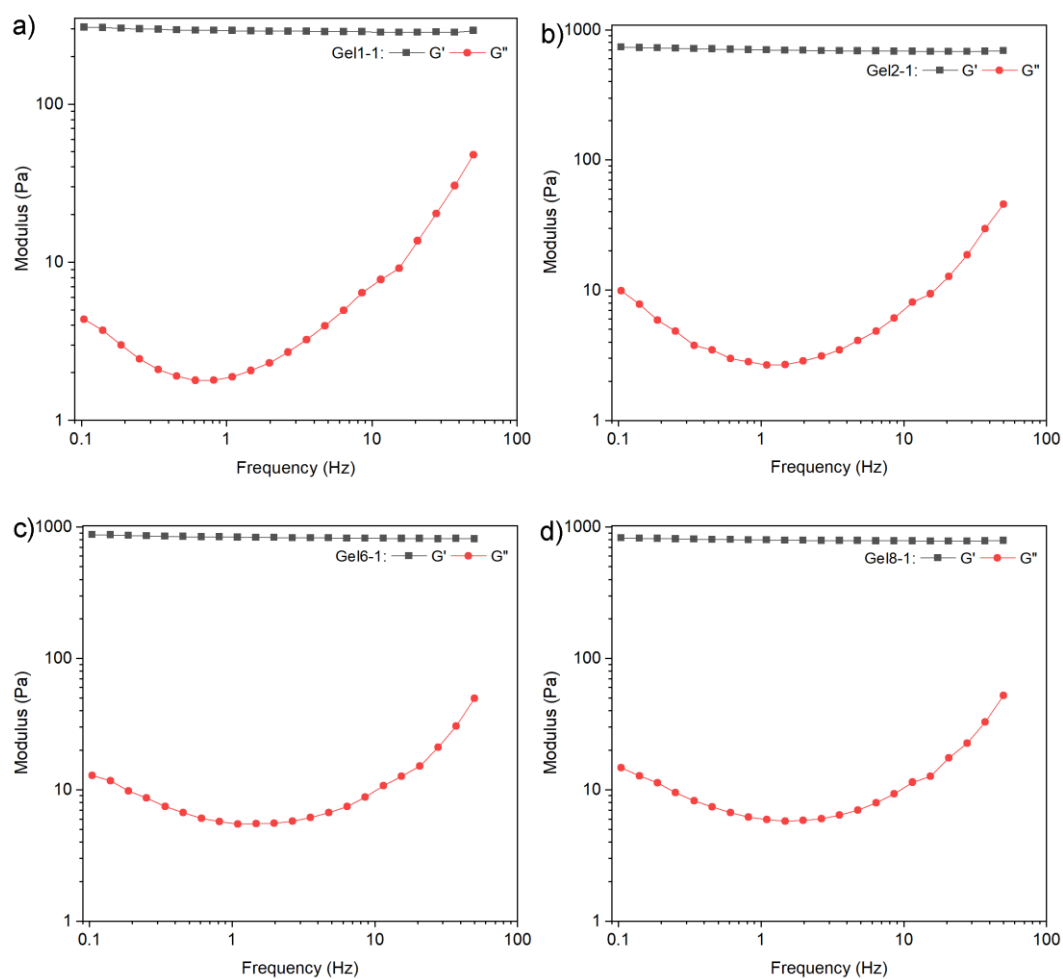 a)
Gel1-1: G' G"
100
10
1
0.1 1 10 100
Modulus (Pa)
Frequency (Hz)
b)
Gel2-1: G' G"
1000
100
10
1
0.1 1 10 100
Modulus (Pa)
Frequency (Hz)
c)
Gel6-1: G' G"
1000
100
10
1
0.1 1 10 100
Modulus (Pa)
Frequency (Hz)
d)
Gel8-1: G' G"
1000
100
10
1
0.1 1 10 100
Modulus (Pa)
Frequency (Hz)